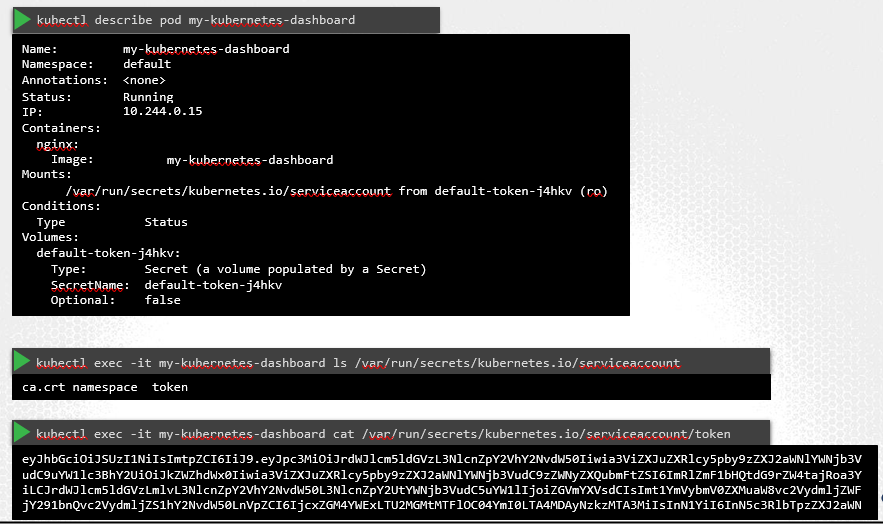 kubectl describe pod my-kubernetes-dashboard
Name: my-kubernetes-dashboard
Namespace: default
Annotations: <none>
Status: Running
IP: 10.244.0.15
Containers:
nginx:
Image: my-kubernetes-dashboard
Mounts:
/var/run/secrets/kubernetes.io/serviceaccount from default-token-j4hkv (ro)
Conditions:
Type Status
Volumes:
default-token-j4hkv:
Type: Secret (a volume populated by a Secret)
SecretName: default-token-j4hkv
Optional: false
kubectl exec -it my-kubernetes-dashboard ls /var/run/secrets/kubernetes.io/serviceaccount
ca.crt namespace token
kubectl exec -it my-kubernetes-dashboard cat /var/run/secrets/kubernetes.io/serviceaccount/token
eyJhbGciOiJSUzI1NiIsImtpZCI6IiJ9.eyJpc3MiOiJrdWJlcm5ldGVzL3NlcnZpY2VhY2NvdW50Iiwia3ViZXJuZXRlcy5pby9zZXJ2aWNlYWNjb3V
udC9uYW1lc3BhY2UiOiJkZWZhdWx0Iiwia3ViZXJuZXRlcy5pby9zZXJ2aWNlYWNjb3VudC9zZWNyZXQubmFtZSI6ImRlZmF1bHQtdG9rZW4tajRoa3Y
iLCJrdWJlcm5ldGVzLmlvL3NlcnZpY2VhY2NvdW50L3NlcnZpY2UtYWNjb3VudC5uYW1lIjoiZGVmYXVsdCIsImt1YmVybmV0ZXMuaW8vc2VydmljZWF
jY291bnQvc2VydmljZS1hY2NvdW50LnVpZCI6IjcxZGM4YWExLTU2MGMtMTFlOC04YmI0LTA4MDAyNzkzMTA3MiIsInN1YiI6InN5c3RlbTpzZXJ2aWN